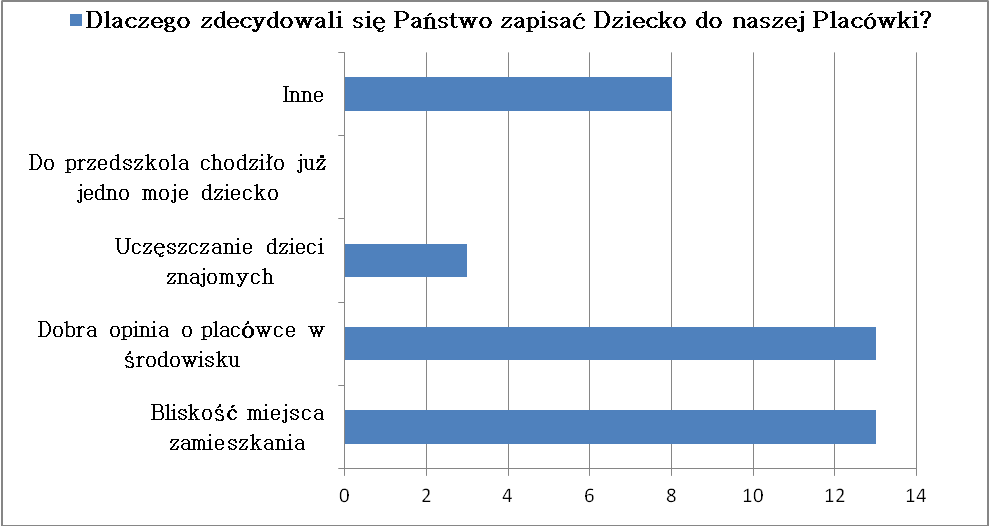 Dlaczego zdecydowali się Państwo zapisać Dziecko do naszej Placówki?
Inne
Do przedszkola chodziło już
jedno moje dziecko
Uczęszczanie dzieci
znajomych
Dobra opinia o placówce w
środowisku
Bliskość miejsca
zamieszkania
0 2 4 6 8 10 12 14